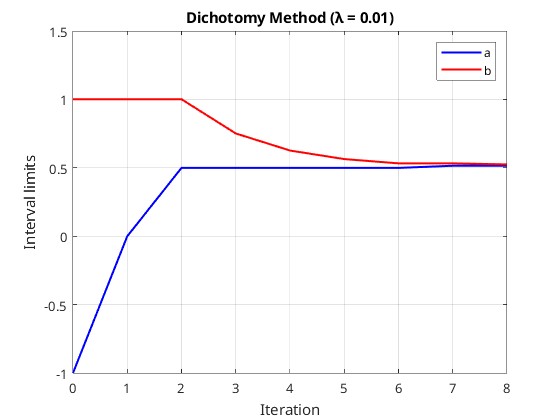 Dichotomy Method (λ = 0.01)
1.5
1
0.5
0
-0.5
-1
Interval limits
a
b
0 1 2 3 4 5 6 7 8
Iteration